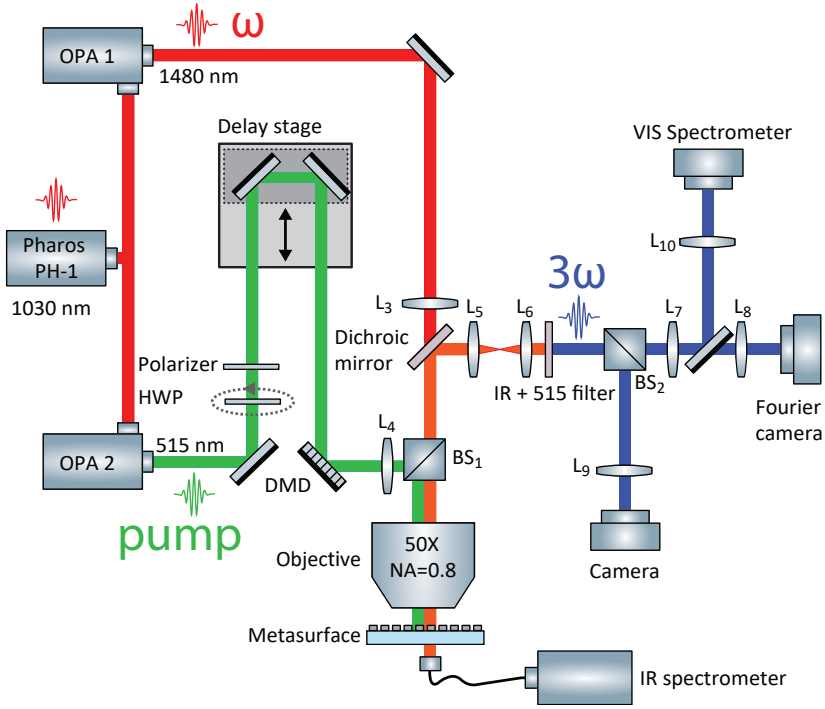 ω
OPA 1
1480 nm
Delay stage
VIS Spectrometer
Pharos
PH-1
1030 nm
L10
3ω
L3
L5
L6
L7
L8
Dichroic
mirror
Polarizer
HWP
IR + 515 filter
BS2
Fourier
camera
515 nm
L4
OPA 2
BS1
L9
DMD
pump
Objective
50X
NA=0.8
Camera
Metasurface
IR spectrometer